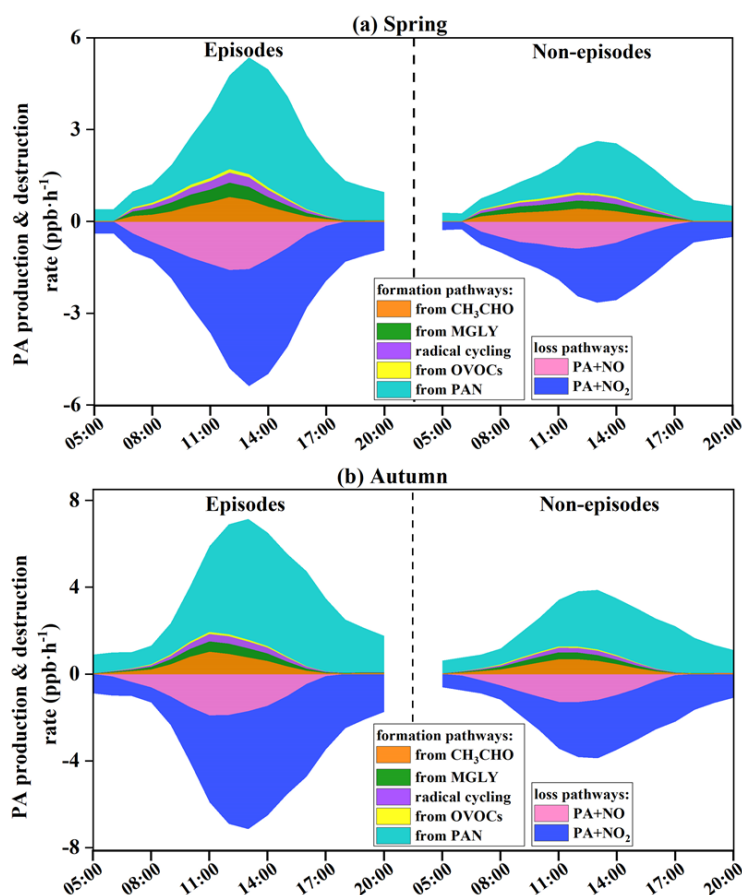 (a) Spring
Episodes
Non-episodes
PA production & destruction
rate (ppb·h⁻¹)
6
3
0
-3
-6
formation pathways:
from CH₃CHO
from MGLY
radical cycling
from OVOCs
from PAN
loss pathways:
PA+NO
PA+NO₂
05:00 08:00 11:00 14:00 17:00 20:00 05:00 08:00 11:00 14:00 17:00 20:00
(b) Autumn
Episodes
Non-episodes
PA production & destruction
rate (ppb·h⁻¹)
8
4
0
-4
-8
formation pathways:
from CH₃CHO
from MGLY
radical cycling
from OVOCs
from PAN
loss pathways:
PA+NO
PA+NO₂
05:00 08:00 11:00 14:00 17:00 20:00 05:00 08:00 11:00 14:00 17:00 20:00